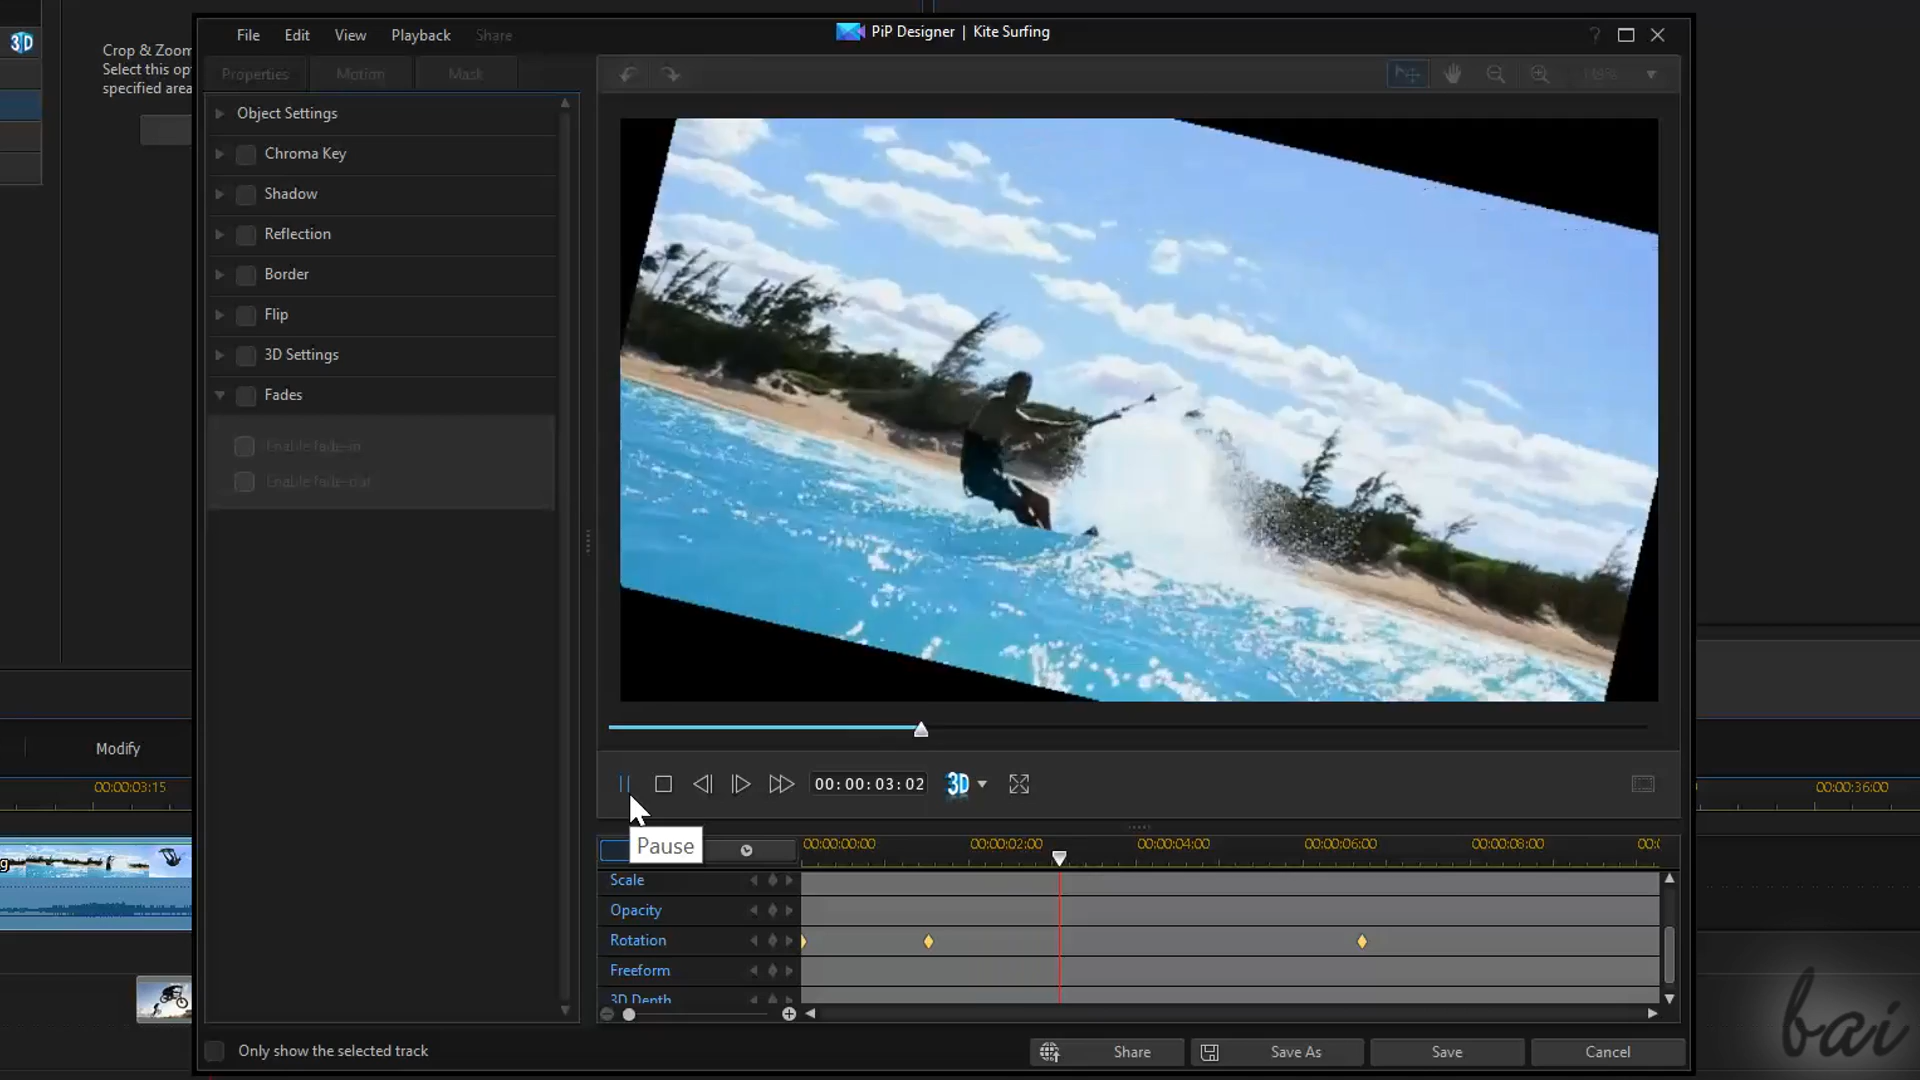 PiP Designer | Kite Surfing
File Edit View Playback Share
3D
Crop & Zoom
Select this op
specified area
Properties Motion Mask
Object Settings
Chroma Key
Shadow
Reflection
Border
Flip
3D Settings
Fades
Enable fade-in
Enable fade-out
Modify
00:00:03:15
00:00:03:02
3D
00:00:36:00
Pause
00:00:00:00 00:00:02:00 00:00:04:00 00:00:06:00 00:00:08:00 00:0
Scale
Opacity
Rotation
Freeform
3D Depth
g
Only show the selected track
Share Save As Save Cancel
bai